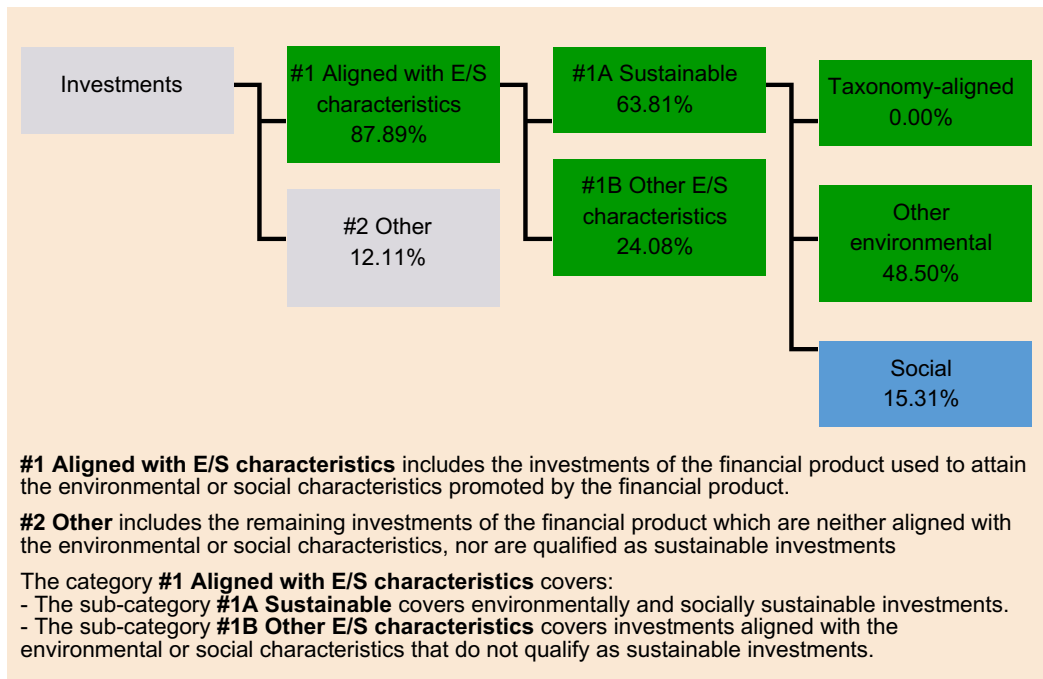 Investments
#1 Aligned with E/S
characteristics
87.89%
#2 Other
12.11%
#1A Sustainable
63.81%
#1B Other E/S
characteristics
24.08%
Taxonomy-aligned
0.00%
Other
environmental
48.50%
Social
15.31%
#1 Aligned with E/S characteristics includes the investments of the financial product used to attain
the environmental or social characteristics promoted by the financial product.
#2 Other includes the remaining investments of the financial product which are neither aligned with
the environmental or social characteristics, nor are qualified as sustainable investments
The category #1 Aligned with E/S characteristics covers:
- The sub-category #1A Sustainable covers environmentally and socially sustainable investments.
- The sub-category #1B Other E/S characteristics covers investments aligned with the
environmental or social characteristics that do not qualify as sustainable investments.